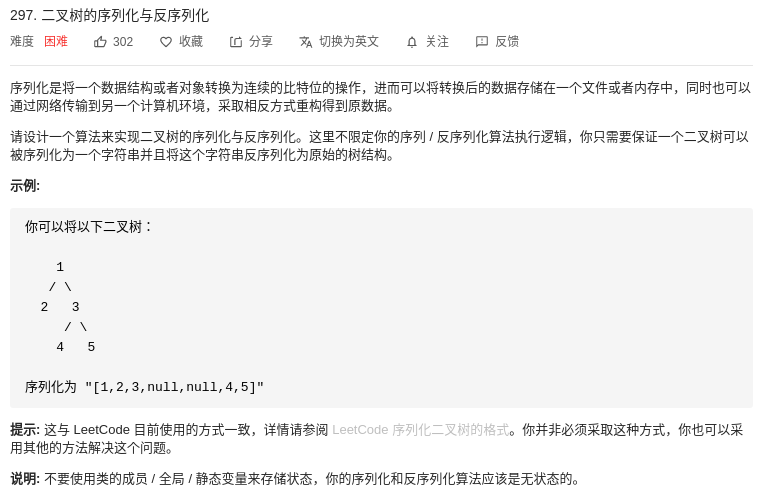 297. 二叉树的序列化与反序列化
难度 困难 302 收藏 分享 切换为英文 关注 反馈
序列化是将一个数据结构或者对象转换为连续的比特位的操作，进而可以将转换后的数据存储在一个文件或者内存中，同时也可以
通过网络传输到另一个计算机环境，采取相反方式重构得到原数据。
请设计一个算法来实现二叉树的序列化与反序列化。这里不限定你的序列 / 反序列化算法执行逻辑，你只需要保证一个二叉树可以
被序列化为一个字符串并且将这个字符串反序列化为原始的树结构。
示例:
你可以将以下二叉树：
1
/ \
2 3
/ \
4 5
序列化为 "[1,2,3,null,null,4,5]"
提示: 这与 LeetCode 目前使用的方式一致，详情请参阅 LeetCode 序列化二叉树的格式。你并非必须采取这种方式，你也可以采
用其他的方法解决这个问题。
说明: 不要使用类的成员 / 全局 / 静态变量来存储状态，你的序列化和反序列化算法应该是无状态的。